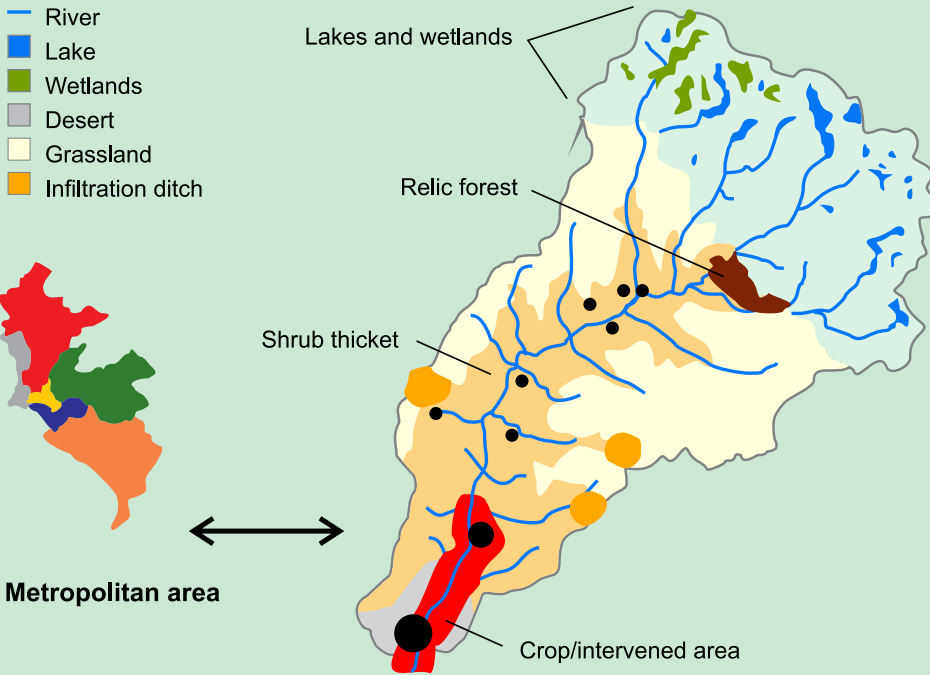 River
Lake
Wetlands
Desert
Grassland
Infiltration ditch
Lakes and wetlands
Relic forest
Shrub thicket
Metropolitan area
Crop/intervened area